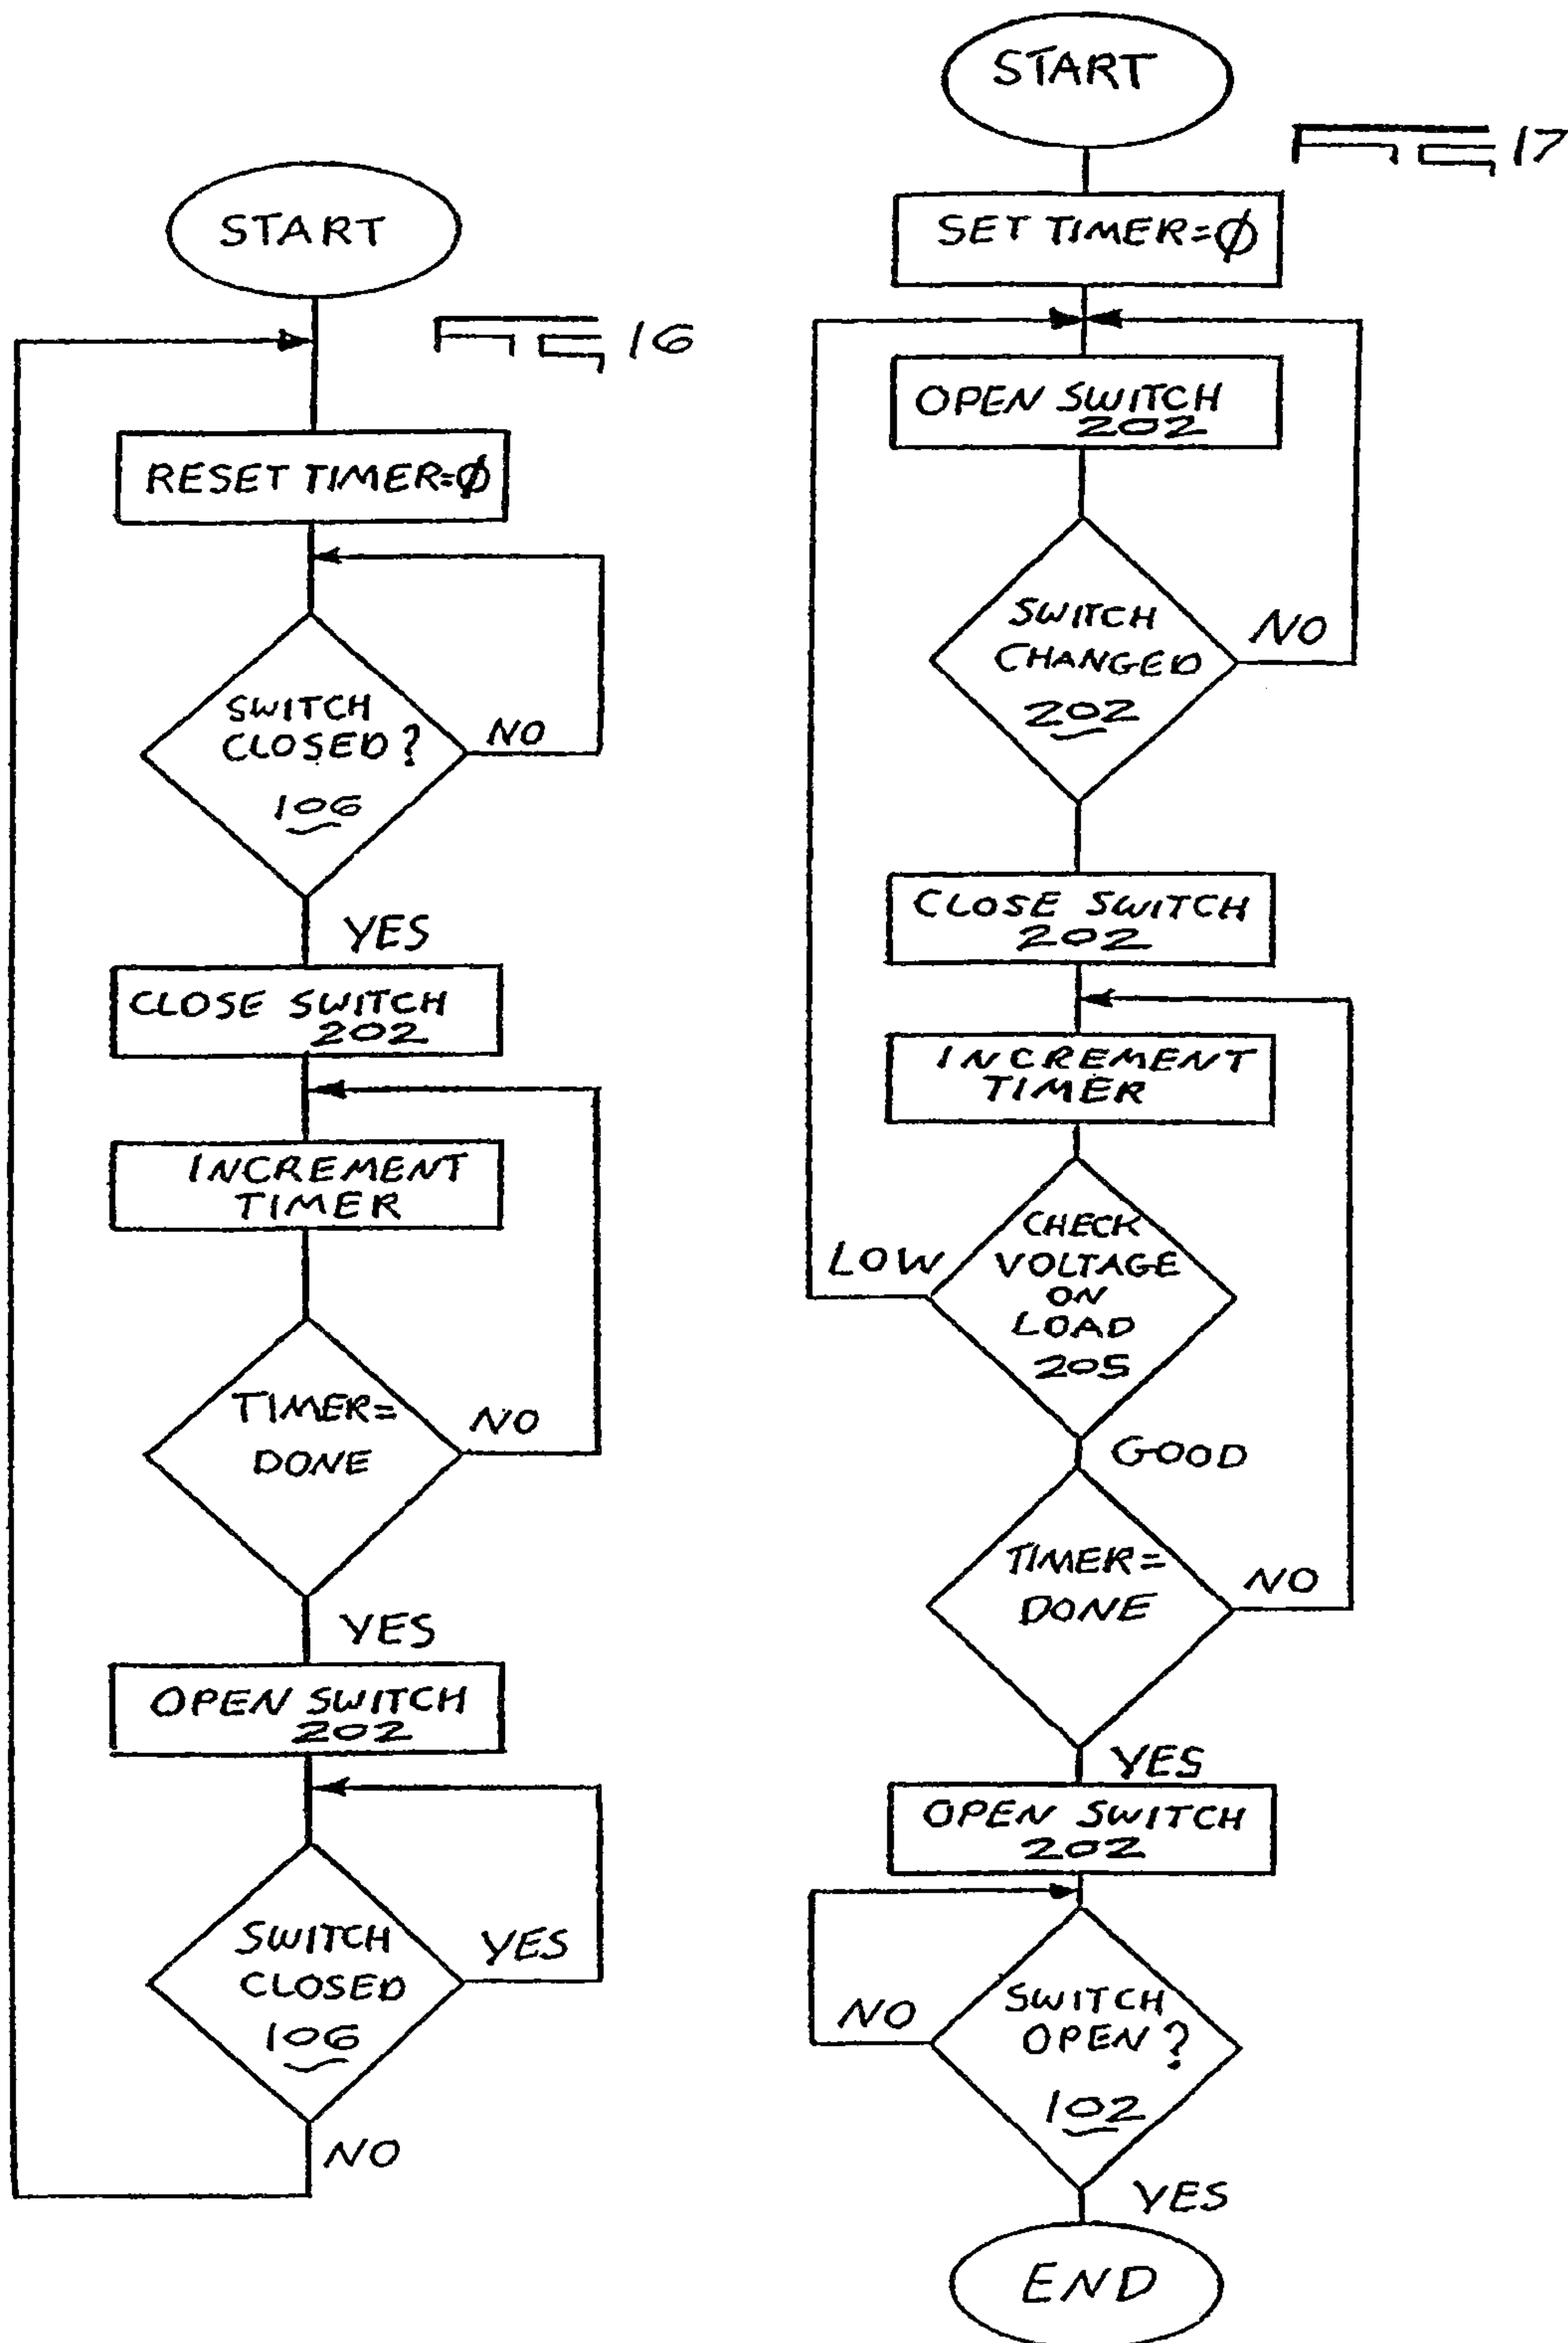 START
FIG 16
RESET TIMER=Ø
SWITCH
CLOSED?
106
NO
YES
CLOSE SWITCH
202
INCREMENT
TIMER
TIMER=
DONE
NO
YES
OPEN SWITCH
202
SWITCH
CLOSED
106
YES
NO
START
FIG 17
SET TIMER=Ø
OPEN SWITCH
202
SWITCH
CHANGED
202
NO
CLOSE SWITCH
202
INCREMENT
TIMER
CHECK
VOLTAGE
ON
LOAD
205
LOW
GOOD
TIMER=
DONE
NO
YES
OPEN SWITCH
202
SWITCH
OPEN?
102
NO
YES
END